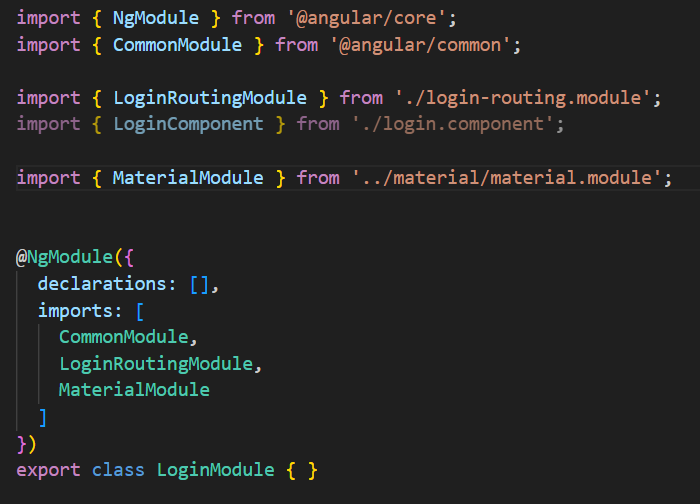 import { NgModule } from '@angular/core';
import { CommonModule } from '@angular/common';
import { LoginRoutingModule } from './login-routing.module';
import { LoginComponent } from './login.component';
import { MaterialModule } from '../material/material.module';
@NgModule({
  declarations: [],
  imports: [
    CommonModule,
    LoginRoutingModule,
    MaterialModule
  ]
})
export class LoginModule { }